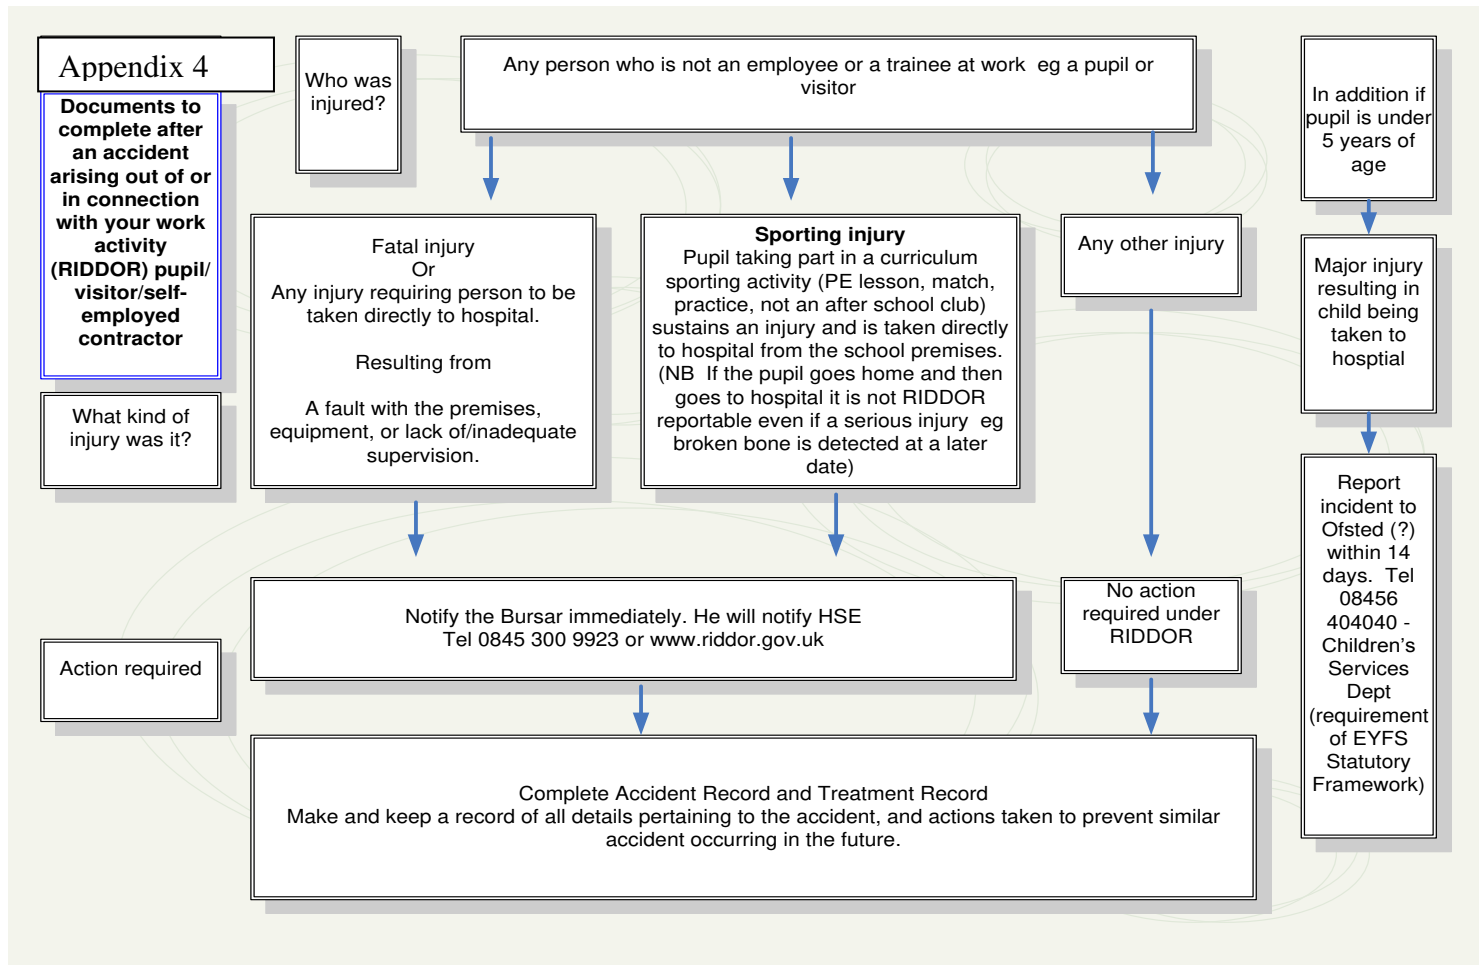 Appendix 4
Documents to
complete after
an accident
arising out of or
in connection
with your work
activity
(RIDDOR) pupil/
visitor/self-
employed
contractor
Who was
injured?
Any person who is not an employee or a trainee at work  eg a pupil or
visitor
In addition if
pupil is under
5 years of
age
What kind of
injury was it?
Fatal injury
Or
Any injury requiring person to be
taken directly to hospital.
Resulting from
A fault with the premises,
equipment, or lack of/inadequate
supervision.
Sporting injury
Pupil taking part in a curriculum
sporting activity (PE lesson, match,
practice, not an after school club)
sustains an injury and is taken directly
to hospital from the school premises.
(NB  If the pupil goes home and then
goes to hospital it is not RIDDOR
reportable even if a serious injury  eg
broken bone is detected at a later
date)
Any other injury
Major injury
resulting in
child being
taken to
hosptial
Action required
Notify the Bursar immediately. He will notify HSE
Tel 0845 300 9923 or www.riddor.gov.uk
No action
required under
RIDDOR
Report
incident to
Ofsted (?)
within 14
days.  Tel
08456
404040 -
Children's
Services
Dept
(requirement
of EYFS
Statutory
Framework)
Complete Accident Record and Treatment Record
Make and keep a record of all details pertaining to the accident, and actions taken to prevent similar
accident occurring in the future.